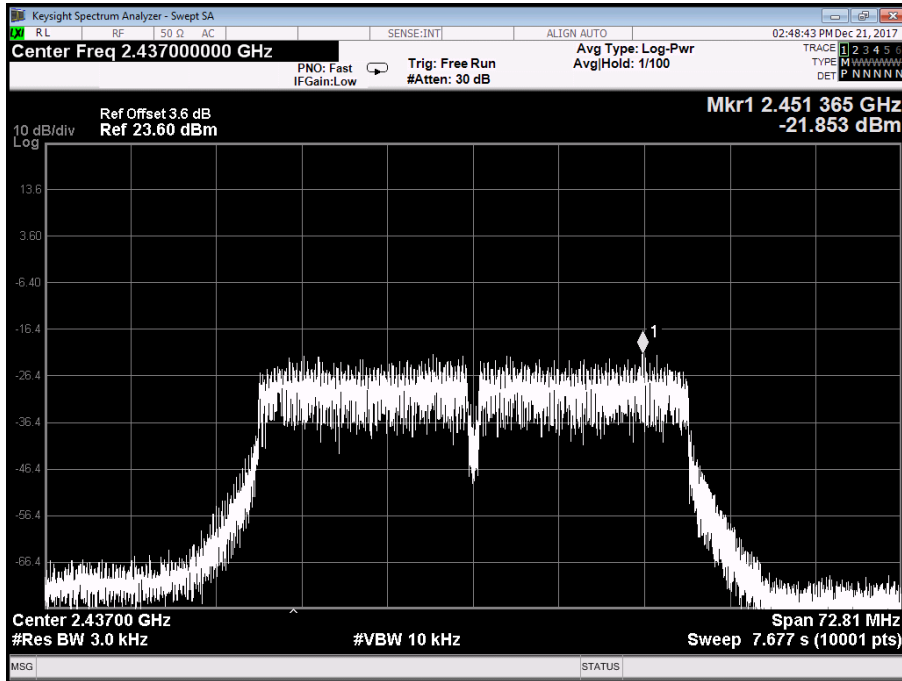 Keysight Spectrum Analyzer - Swept SA
LXI RL RF 50 Ω AC SENSE:INT ALIGN AUTO 02:48:43 PM Dec 21, 2017
Center Freq 2.437000000 GHz
PNO: Fast
IFGain:Low
Trig: Free Run
#Atten: 30 dB
Avg Type: Log-Pwr
Avg|Hold: 1/100
TRACE 1 2 3 4 5 6
TYPE M WWWWW
DET P N N N N N
Ref Offset 3.6 dB
Ref 23.60 dBm
10 dB/div
Log
Mkr1 2.451 365 GHz
-21.853 dBm
13.6
3.60
-6.40
-16.4
1
-26.4
-36.4
-46.4
-56.4
-66.4
Center 2.43700 GHz
Span 72.81 MHz
#Res BW 3.0 kHz
#VBW 10 kHz
Sweep 7.677 s (10001 pts)
MSG
STATUS